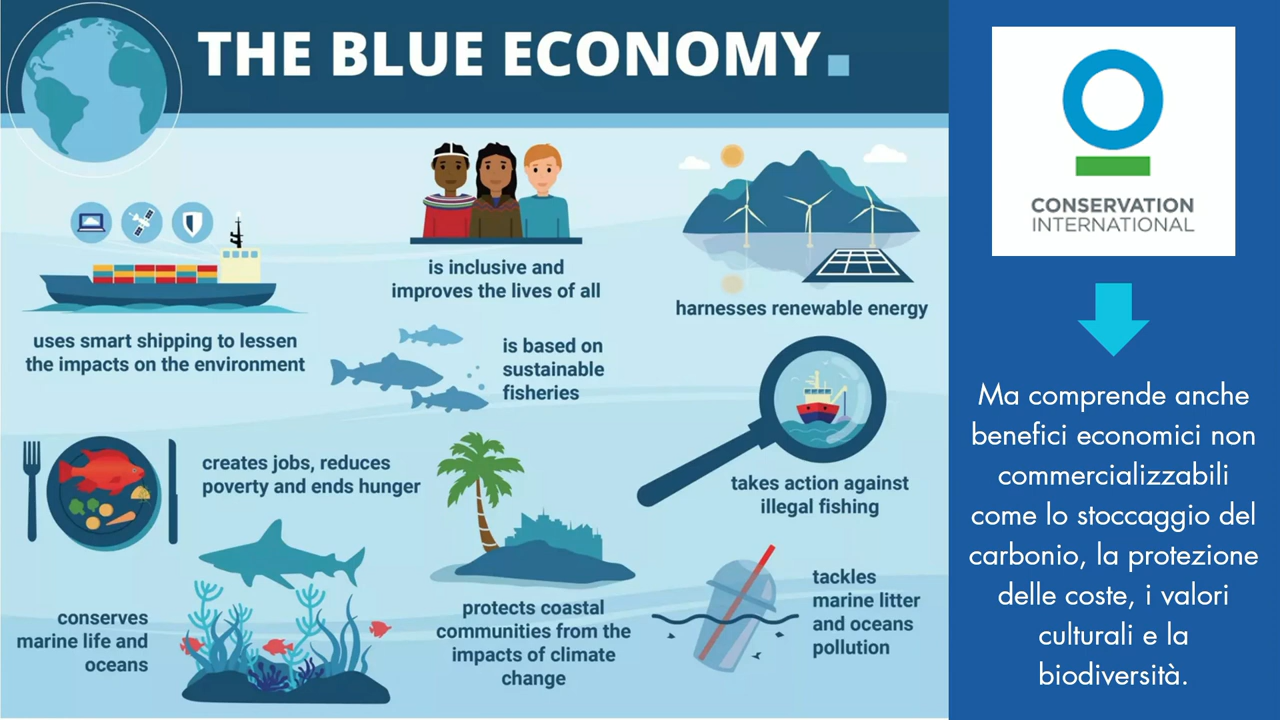 THE BLUE ECONOMY
uses smart shipping to lessen
the impacts on the environment
is inclusive and
improves the lives of all
harnesses renewable energy
is based on
sustainable
fisheries
creates jobs, reduces
poverty and ends hunger
takes action against
illegal fishing
conserves
marine life and
oceans
protects coastal
communities from the
impacts of climate
change
tackles
marine litter
and oceans
pollution
CONSERVATION
INTERNATIONAL
Ma comprende anche
benefici economici non
commercializzabili
come lo stoccaggio del
carbonio, la protezione
delle coste, i valori
culturali e la
biodiversità.